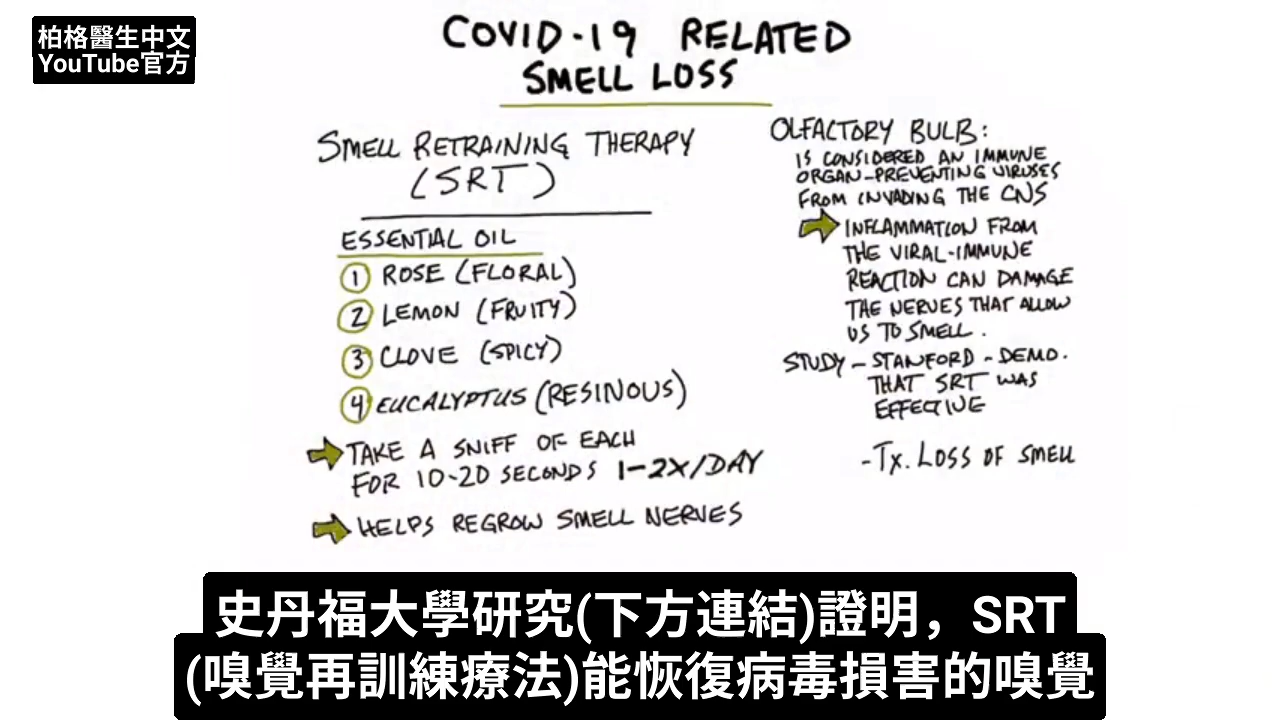 柏格醫生中文
YouTube官方
COVID-19 RELATED
SMELL LOSS
SMELL RETRAINING THERAPY
(SRT)
ESSENTIAL OIL
1 ROSE (FLORAL)
2 LEMON (FRUITY)
3 CLOVE (SPICY)
4 EUCALYPTUS (RESINOUS)
TAKE A SNIFF OF EACH
FOR 10-20 SECONDS 1-2X/DAY
HELPS REGROW SMELL NERVES
OLFACTORY BULB:
IS CONSIDERED AN IMMUNE
ORGAN-PREVENTING VIRUSES
FROM INVADING THE CNS
INFLAMMATION FROM
THE VIRAL-IMMUNE
REACTION CAN DAMAGE
THE NERVES THAT ALLOW
US TO SMELL.
STUDY - STANFORD - DEMO.
THAT SRT WAS
EFFECTIVE
-TX. LOSS OF SMELL
史丹福大學研究(下方連結)證明，SRT
(嗅覺再訓練療法)能恢復病毒損害的嗅覺